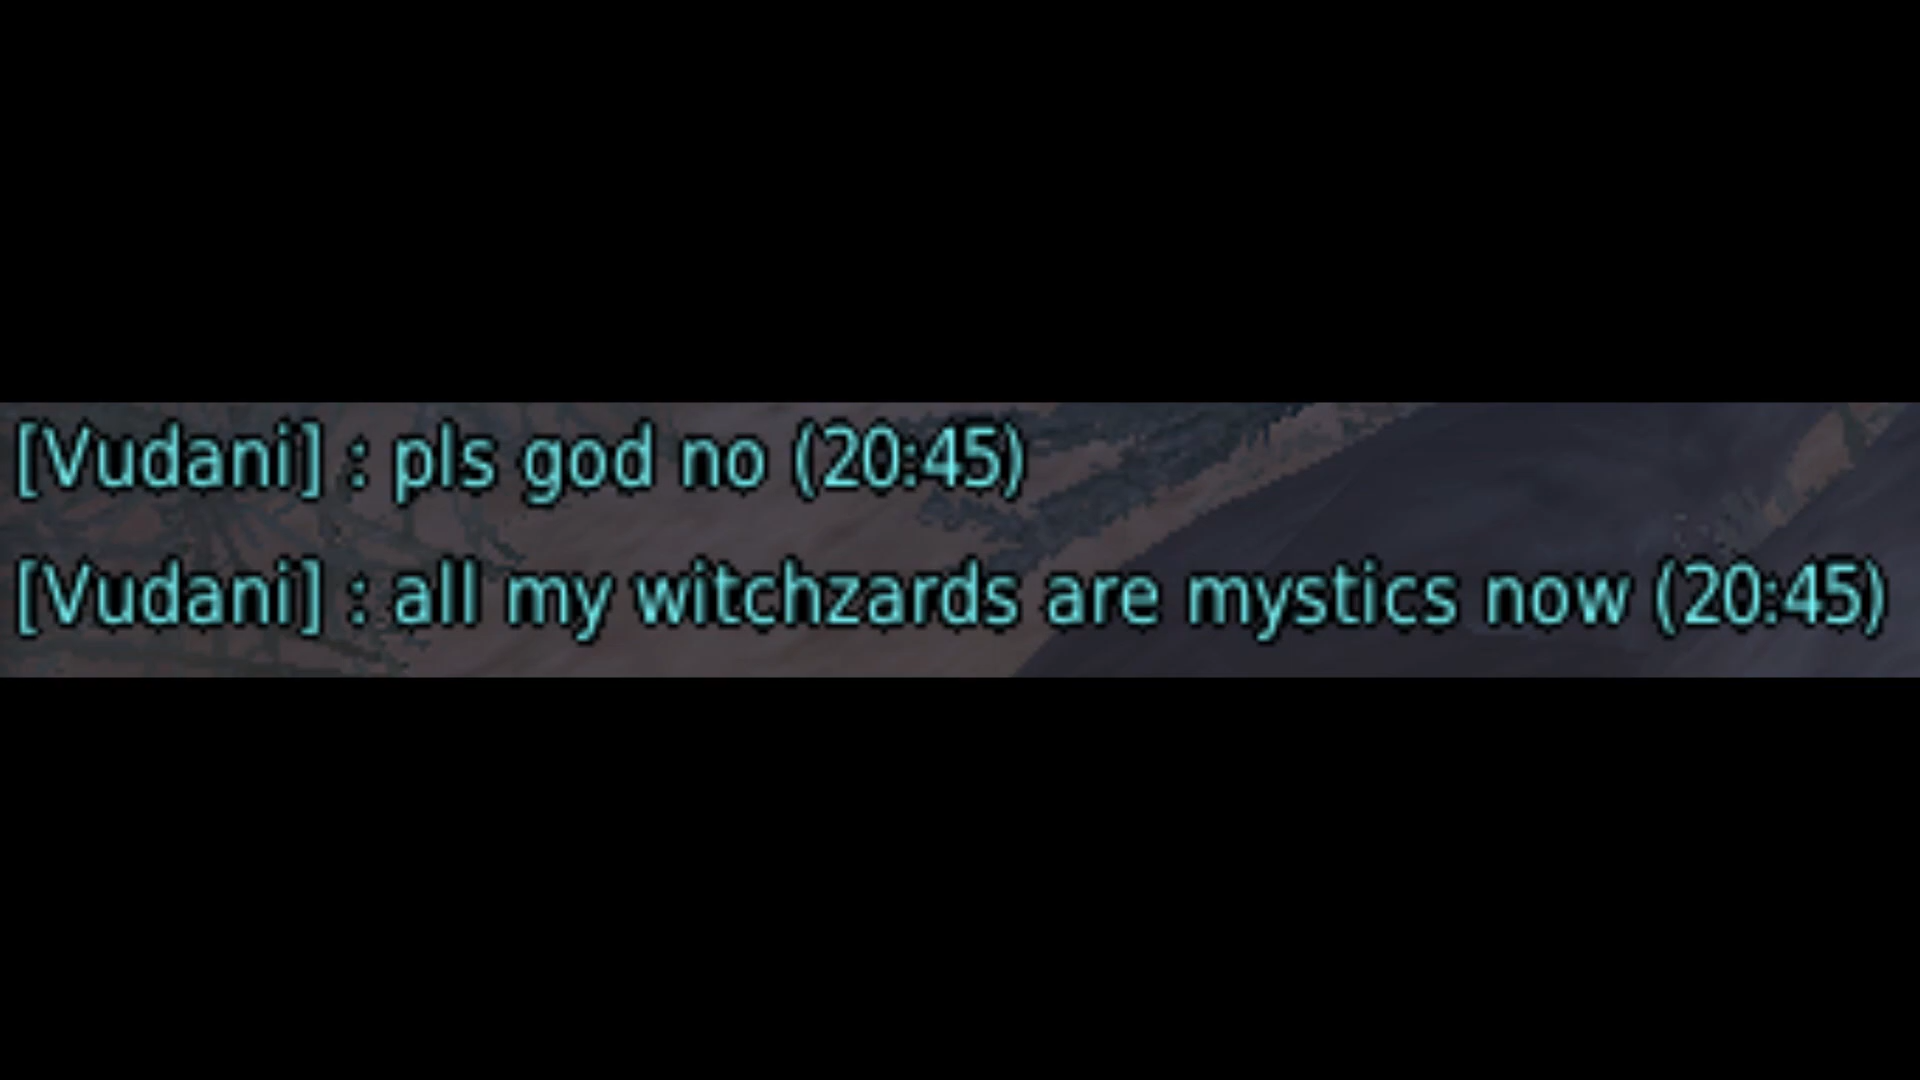 [Vudani] : pls god no (20:45)
[Vudani] : all my witchzards are mystics now (20:45)